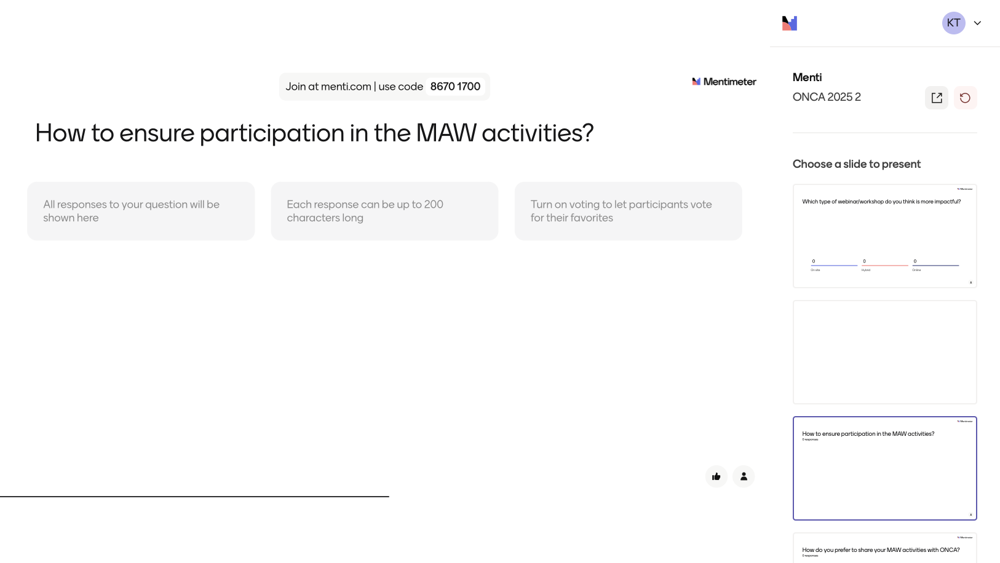 KT
Join at menti.com | use code 8670 1700
Mentimeter
How to ensure participation in the MAW activities?
All responses to your question will be
shown here
Each response can be up to 200
characters long
Turn on voting to let participants vote
for their favorites
Menti
ONCA 2025 2
Choose a slide to present
Mentimeter
Which type of webinar/workshop do you think is more impactful?
0
0
0
On site
Hybrid
Online
Mentimeter
How to ensure participation in the MAW activities?
0 responses
Mentimeter
How do you prefer to share your MAW activities with ONCA?
0 responses